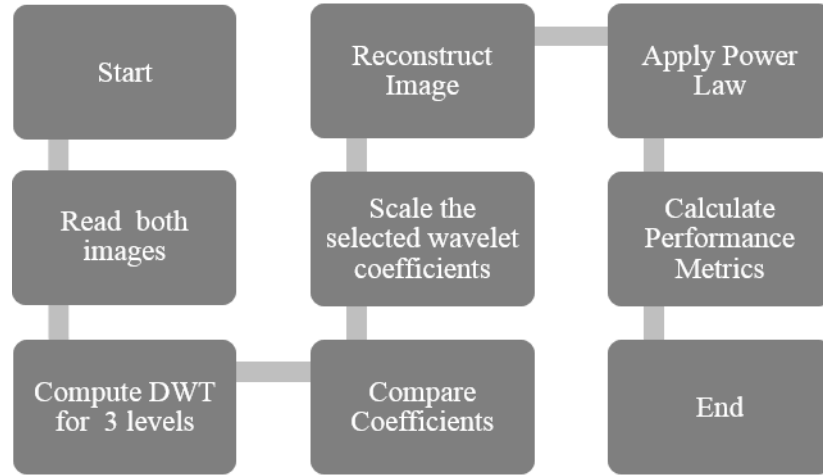 Start
Read both
images
Compute DWT
for 3 levels
Compare
Coefficients
Scale the
selected wavelet
coefficients
Reconstruct
Image
Apply Power
Law
Calculate
Performance
Metrics
End